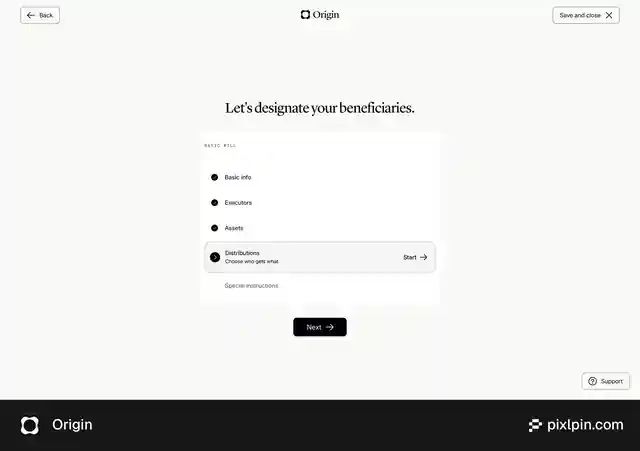 Back
Origin
Save and close
Let's designate your beneficiaries.
BASIC WILL
Basic info
Executors
Assets
Distributions
Start
Choose who gets what
Special instructions
Next
Support
Origin
pixlpin.com